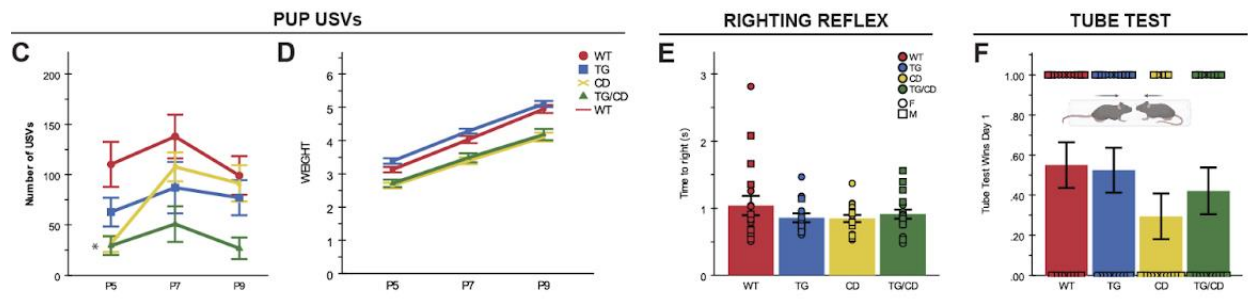 PUP USVs
RIGHTING REFLEX
TUBE TEST
C
Number of USVs
200
150
100
50
0
*
P5
P7
P9
D
WEIGHT
6
5
4
3
2
1
0
P5
P7
P9
WT
TG
CD
TG/CD
WT
E
Time to right (s)
3
2
1
0
WT
TG
CD
TG/CD
F
M
WT
TG
CD
TG/CD
F
Tube Test Wins Day 1
1.00
.80
.60
.40
.20
.00
WT
TG
CD
TG/CD